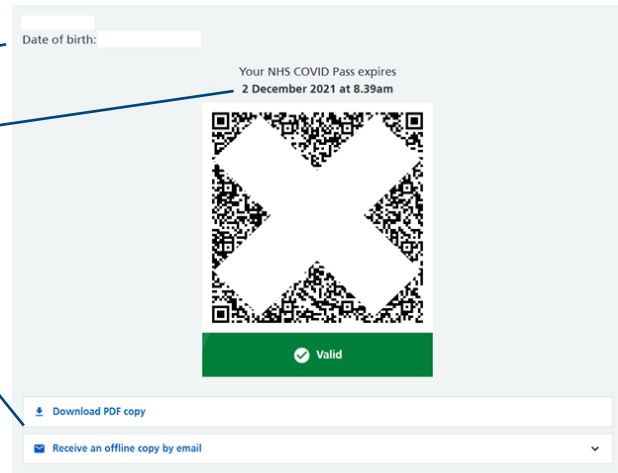 Date of birth:
Your NHS COVID Pass expires
2 December 2021 at 8.39am
Valid
Download PDF copy
Receive an offline copy by email